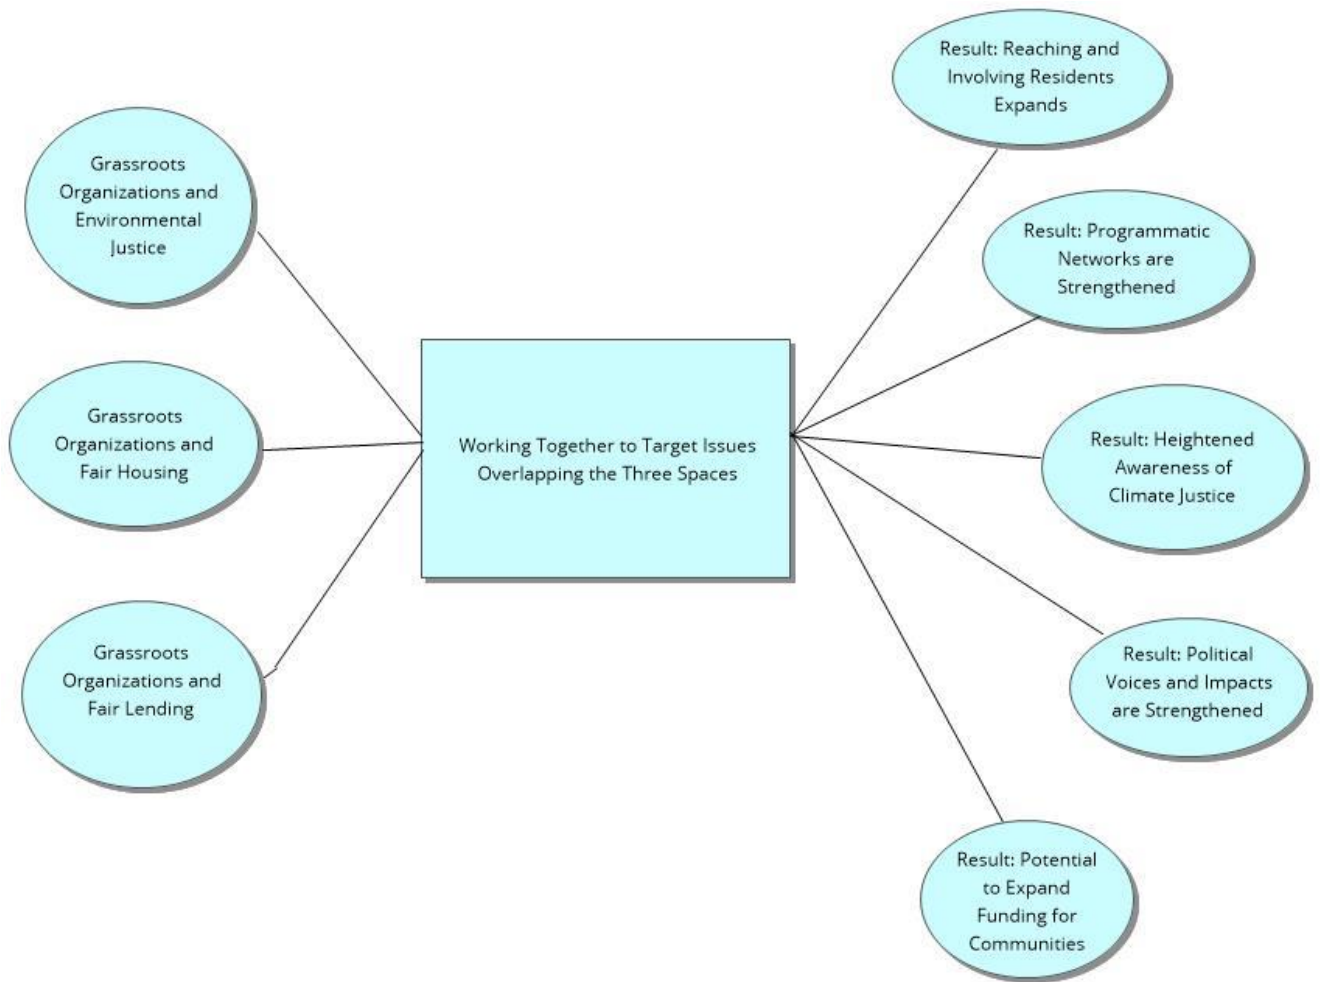 Grassroots
Organizations and
Environmental
Justice
Grassroots
Organizations and
Fair Housing
Grassroots
Organizations and
Fair Lending
Working Together to Target Issues
Overlapping the Three Spaces
Result: Reaching and
Involving Residents
Expands
Result: Programmatic
Networks are
Strengthened
Result: Heightened
Awareness of
Climate Justice
Result: Political
Voices and Impacts
are Strengthened
Result: Potential
to Expand
Funding for
Communities